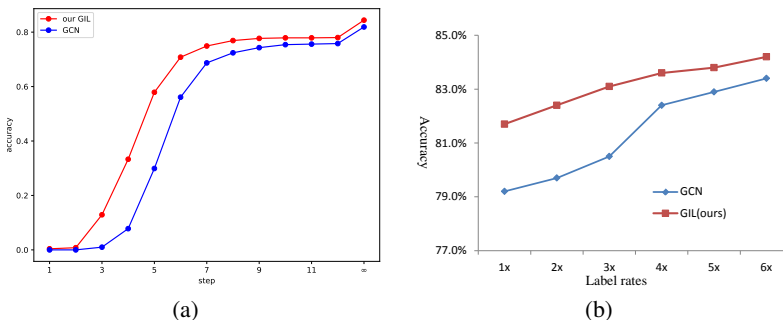 our GIL
GCN
0.8
0.6
0.4
0.2
0.0
accuracy
1 3 5 7 9 11 ∞
step
(a)
85.0%
83.0%
81.0%
79.0%
77.0%
Accuracy
GCN
GIL(ours)
1x 2x 3x 4x 5x 6x
Label rates
(b)